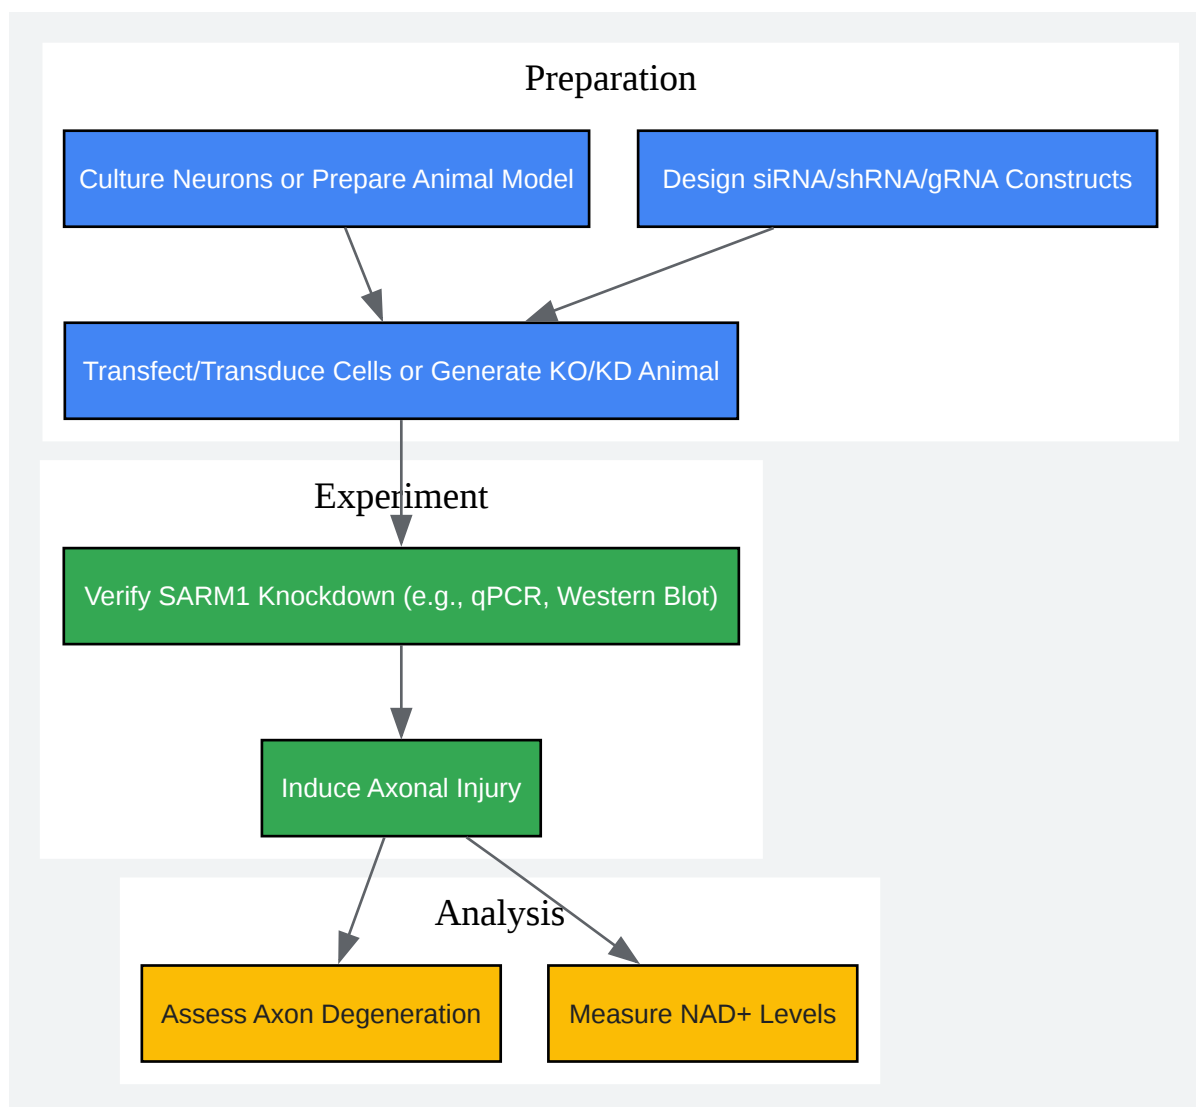 Preparation
Culture Neurons or Prepare Animal Model
Design siRNA/shRNA/gRNA Constructs
Transfect/Transduce Cells or Generate KO/KD Animal
Experiment
Verify SARM1 Knockdown (e.g., qPCR, Western Blot)
Induce Axonal Injury
Analysis
Assess Axon Degeneration
Measure NAD+ Levels